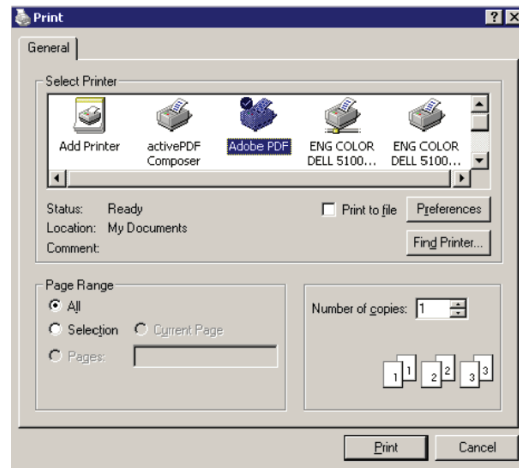 Print
General
Select Printer
Add Printer activePDF Composer Adobe PDF ENG COLOR DELL 5100... ENG COLOR DELL 5100...
Status: Ready
Print to file Preferences
Location: My Documents
Comment:
Find Printer...
Page Range
All
Selection Current Page
Pages:
Number of copies: 1
1 1 2 2 3 3
Print Cancel